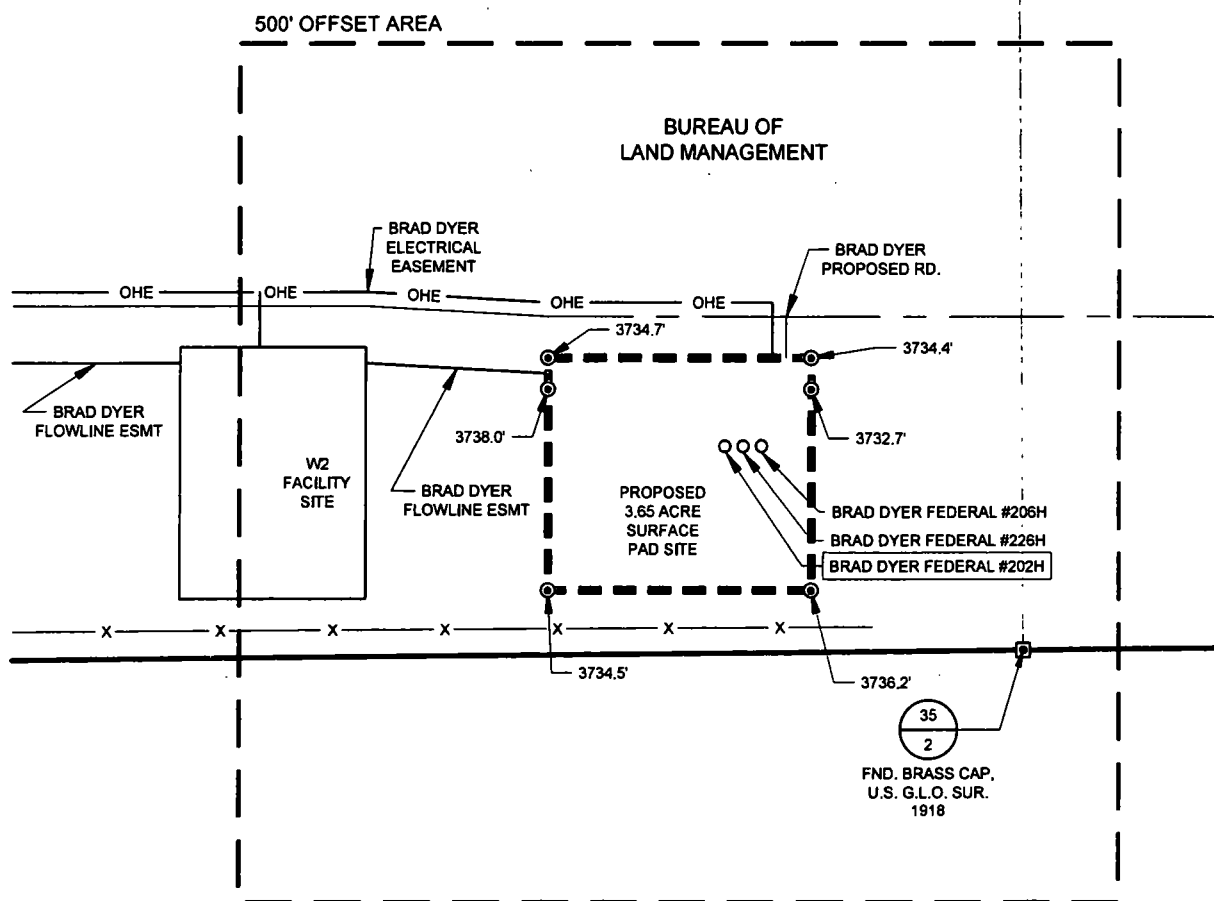 500' OFFSET AREA
BUREAU OF
LAND MANAGEMENT
BRAD DYER
ELECTRICAL
EASEMENT
BRAD DYER
PROPOSED RD.
OHE
OHE
OHE
OHE
OHE
3734.7'
3734.4'
BRAD DYER
FLOWLINE ESMT
3738.0'
3732.7'
W2
FACILITY
SITE
BRAD DYER
FLOWLINE ESMT
PROPOSED
3.65 ACRE
SURFACE
PAD SITE
BRAD DYER FEDERAL #206H
BRAD DYER FEDERAL #226H
BRAD DYER FEDERAL #202H
X
X
X
X
X
X
X
3734.5'
3736.2'
35
2
FND. BRASS CAP,
U.S. G.L.O. SUR.
1918